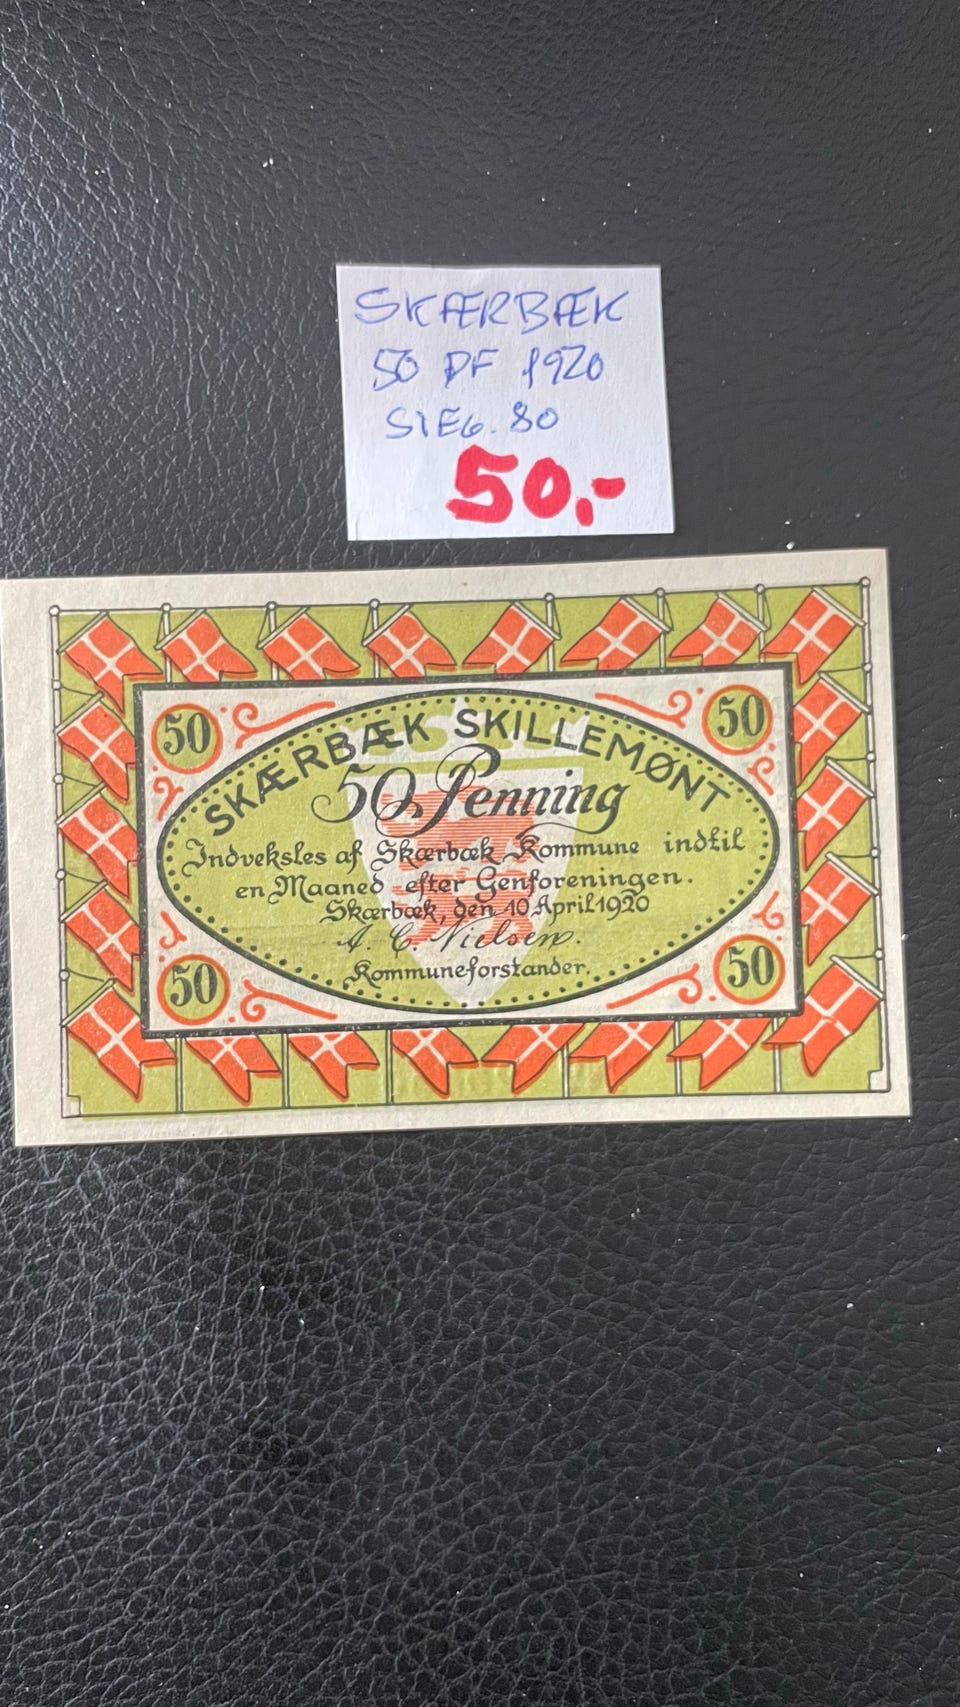 SKÆRBÆK
50 PF 1920
SIEG. 80
50,-
SKÆRBÆK SKILLEMØNT
50 50
50 Penning
Indveksles af Skærbæk Kommune indtil
en Maaned efter Genforeningen.
Skærbæk, den 10 April 1920
A. C. Nielsen.
Kommuneforstander.
50 50